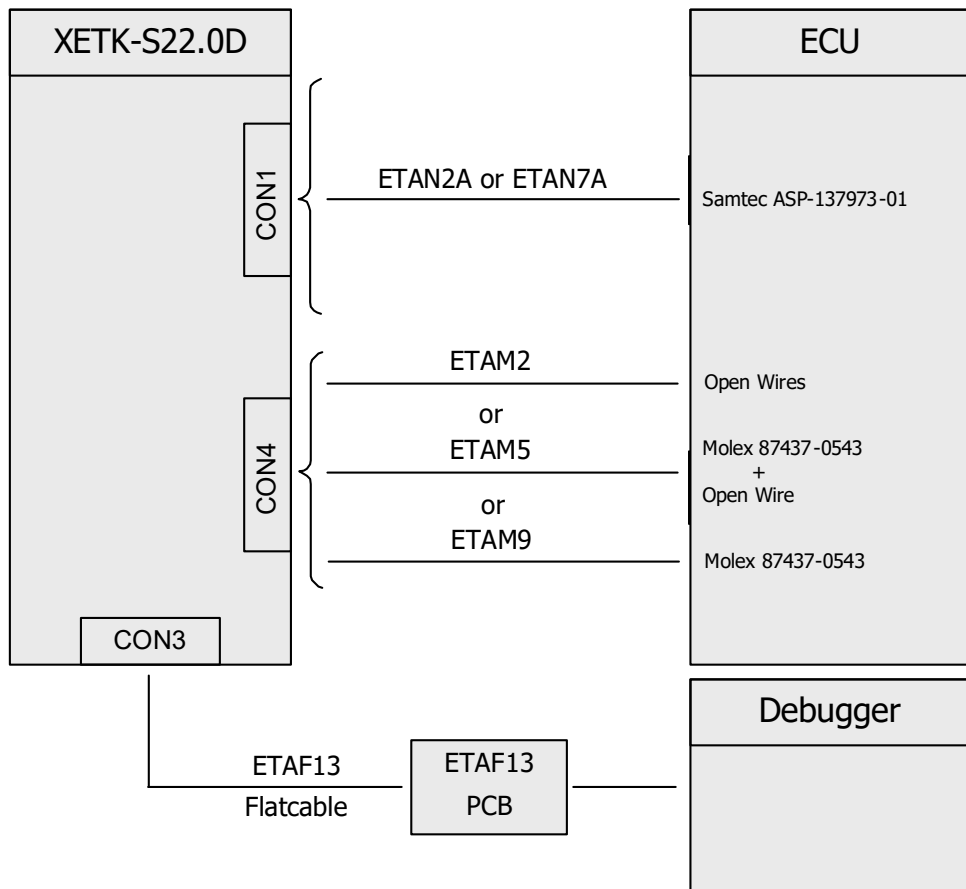 XETK-S22.0D
ECU
CON1
ETAN2A or ETAN7A
Samtec ASP-137973-01
CON4
ETAM2
Open Wires
or
ETAM5
Molex 87437-0543
+
Open Wire
or
ETAM9
Molex 87437-0543
CON3
Debugger
ETAF13
Flatcable
ETAF13
PCB